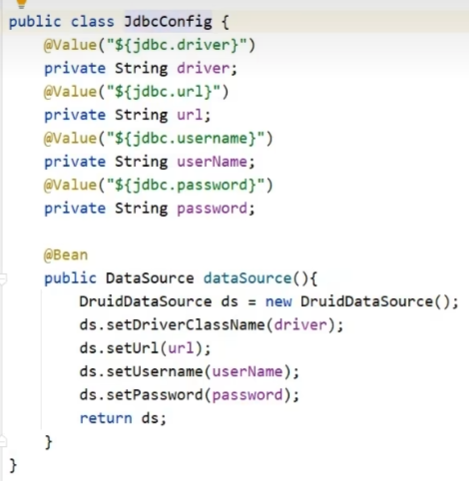 public class JdbcConfig {
    @Value("${jdbc.driver}")
    private String driver;
    @Value("${jdbc.url}")
    private String url;
    @Value("${jdbc.username}")
    private String userName;
    @Value("${jdbc.password}")
    private String password;

    @Bean
    public DataSource dataSource(){
        DruidDataSource ds = new DruidDataSource();
        ds.setDriverClassName(driver);
        ds.setUrl(url);
        ds.setUsername(userName);
        ds.setPassword(password);
        return ds;
    }
}